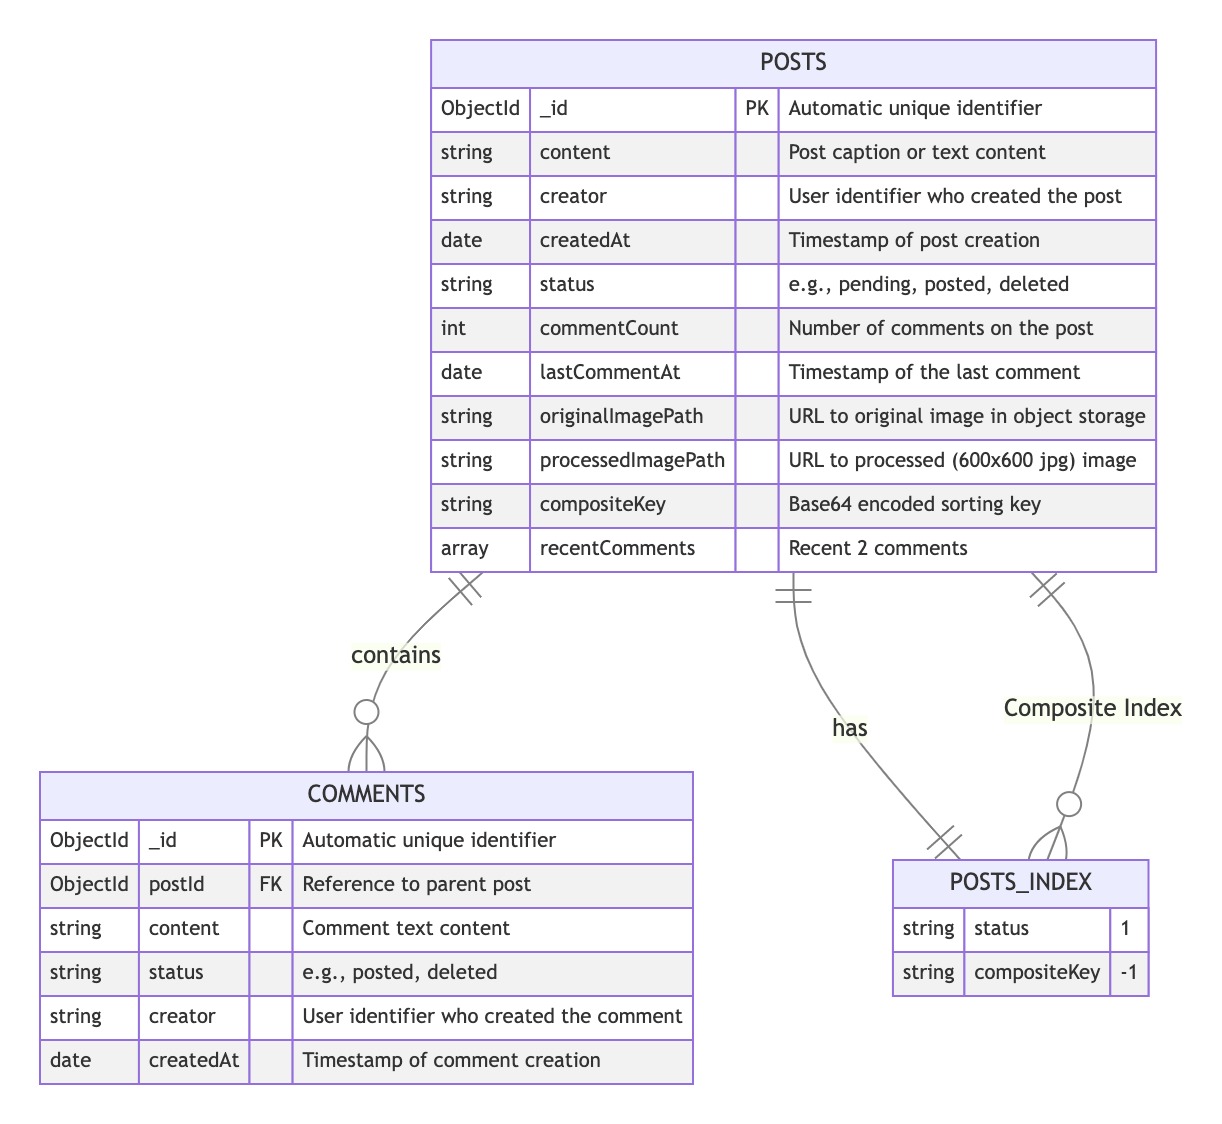 POSTS
ObjectId _id PK Automatic unique identifier
string content Post caption or text content
string creator User identifier who created the post
date createdAt Timestamp of post creation
string status e.g., pending, posted, deleted
int commentCount Number of comments on the post
date lastCommentAt Timestamp of the last comment
string originalImagePath URL to original image in object storage
string processedImagePath URL to processed (600x600 jpg) image
string compositeKey Base64 encoded sorting key
array recentComments Recent 2 comments
contains
has
Composite Index
COMMENTS
ObjectId _id PK Automatic unique identifier
ObjectId postId FK Reference to parent post
string content Comment text content
string status e.g., posted, deleted
string creator User identifier who created the comment
date createdAt Timestamp of comment creation
POSTS_INDEX
string status 1
string compositeKey -1